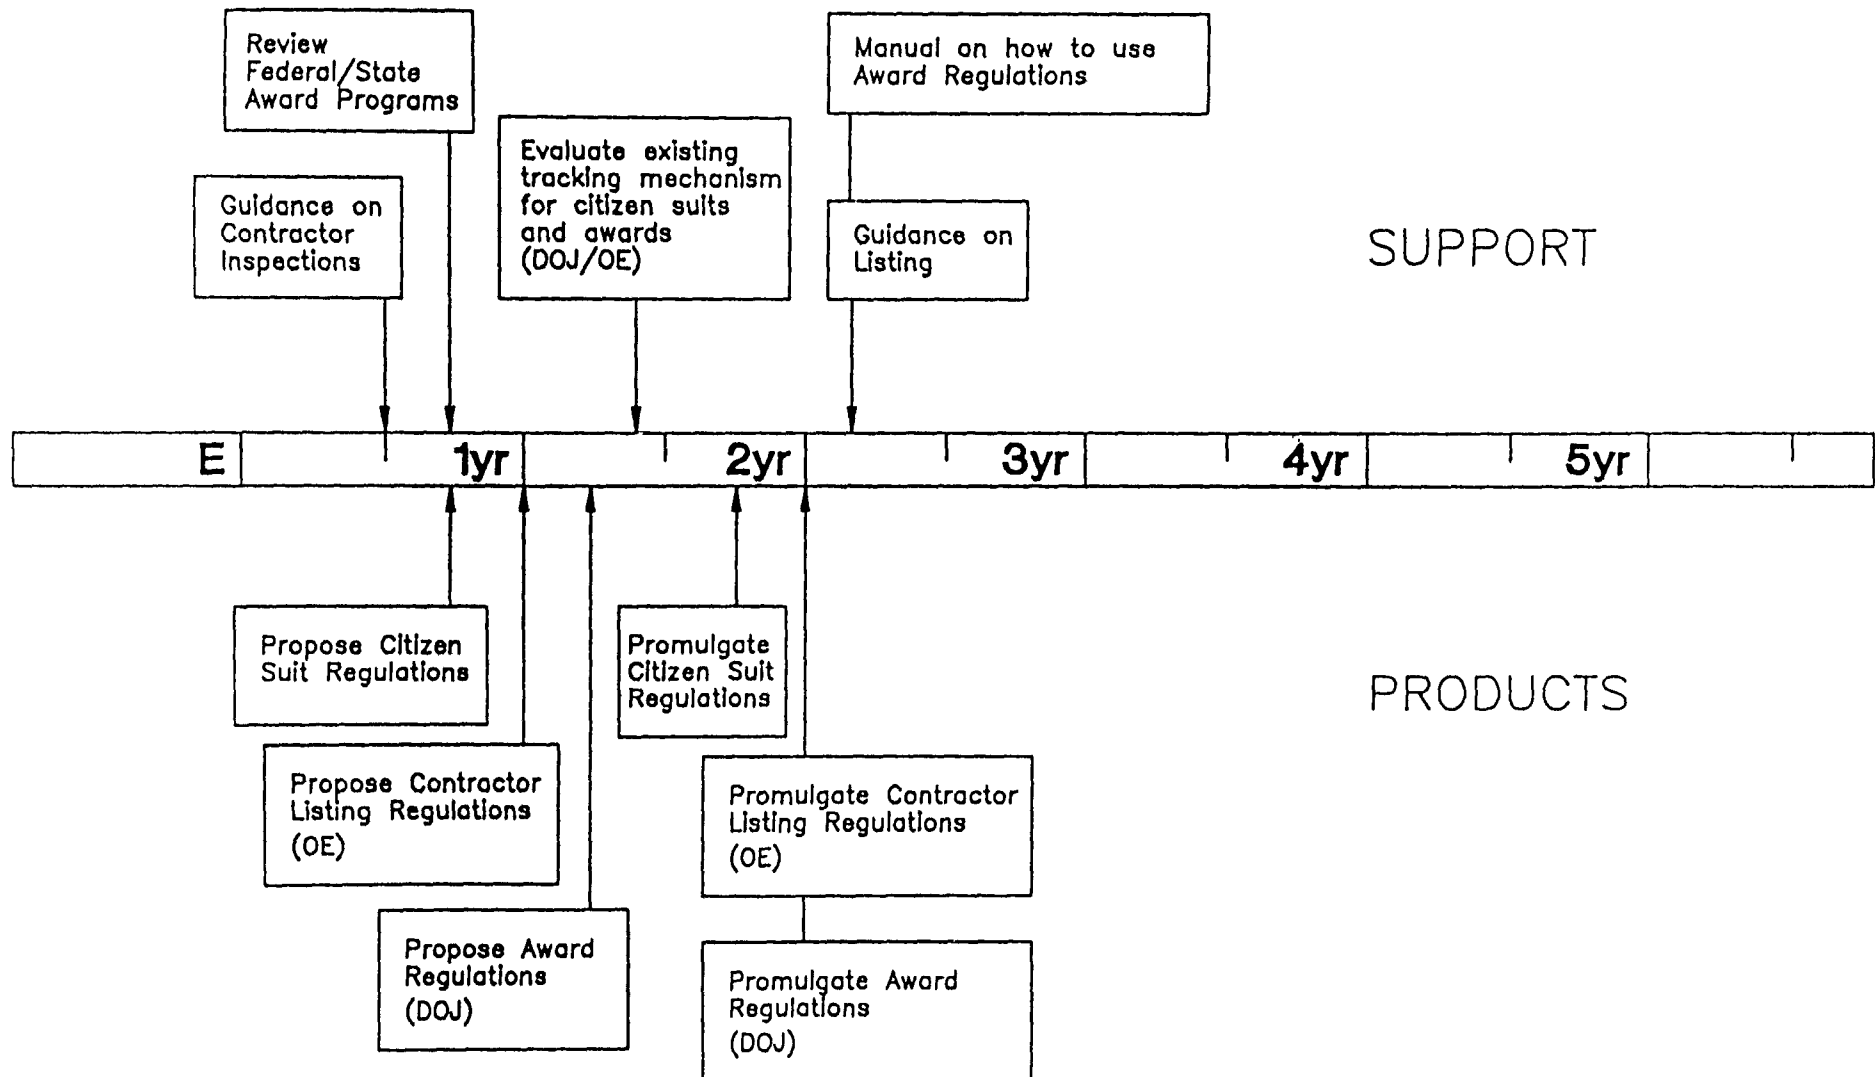 Review
Federal/State
Award Programs
Manual on how to use
Award Regulations
Evaluate existing
tracking mechanism
for citizen suits
and awards
(DOJ/OE)
Guidance on
Contractor
Inspections
Guidance on
Listing
SUPPORT
E
1yr
2yr
3yr
4yr
5yr
Propose Citizen
Suit Regulations
Promulgate
Citizen Suit
Regulations
PRODUCTS
Propose Contractor
Listing Regulations
(OE)
Promulgate Contractor
Listing Regulations
(OE)
Propose Award
Regulations
(DOJ)
Promulgate Award
Regulations
(DOJ)